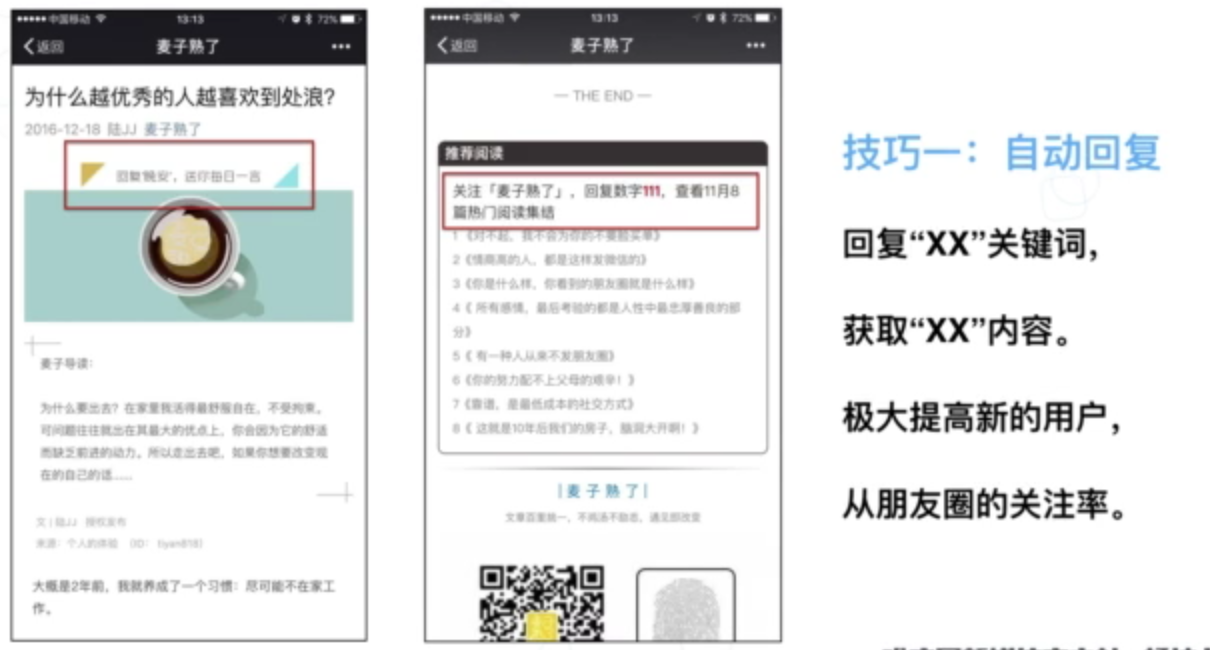 中国移动 13:13 72%
返回 麦子熟了
为什么越优秀的人越喜欢到处浪？
2016-12-18 陆JJ 麦子熟了
回复'晚安'，送你每日一言
麦子导读：
为什么要出去？在家里我活得最舒服自在，不受拘束。
可问题往往就出在其最大的优点上，你会因为它的舒适
而缺乏前进的动力。所以走出去吧，如果你想要改变现
在的自己的话……
文 | 陆JJ 授权发布
来源：个人的体验 （ID： tiyan818）
大概是2年前，我就养成了一个习惯：尽可能不在家工
作。
中国移动 13:13 72%
返回 麦子熟了
— THE END —
推荐阅读
关注「麦子熟了」，回复数字111，查看11月8
篇热门阅读集结
1 《对不起，我不会为你的不要脸买单》
2《情商高的人，都是这样发微信的》
3《你是什么样，你看到的朋友圈就是什么样》
4《 所有感情，最后考验的都是人性中最忠厚善良的部
分》
5《 有一种人从来不发朋友圈》
6《你的努力配不上父母的艰辛！》
7《靠谱，是最低成本的社交方式》
8《 这就是10年后我们的房子，脑洞大开啊！》
|麦子熟了|
技巧一：自动回复
回复“XX”关键词，
获取“XX”内容。
极大提高新的用户，
从朋友圈的关注率。